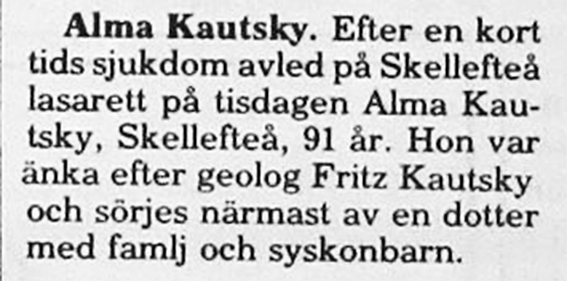 Alma Kautsky. Efter en kort
tids sjukdom avled på Skellefteå
lasarett på tisdagen Alma Kau-
tsky, Skellefteå, 91 år. Hon var
änka efter geolog Fritz Kautsky
och sörjes närmast av en dotter
med famlj och syskonbarn.